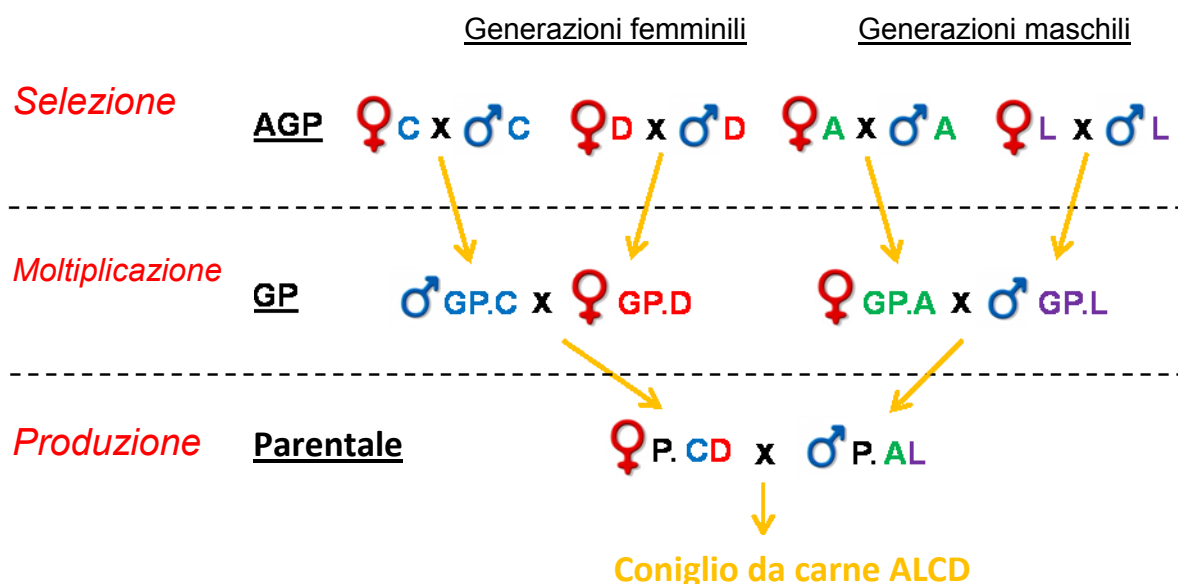 Generazioni femminili Generazioni maschili
Selezione
AGP ♀C x ♂C ♀D x ♂D ♀A x ♂A ♀L x ♂L
Moltiplicazione
GP ♂GP.C x ♀GP.D ♀GP.A x ♂GP.L
Produzione Parentale ♀P. CD x ♂P. AL
Coniglio da carne ALCD